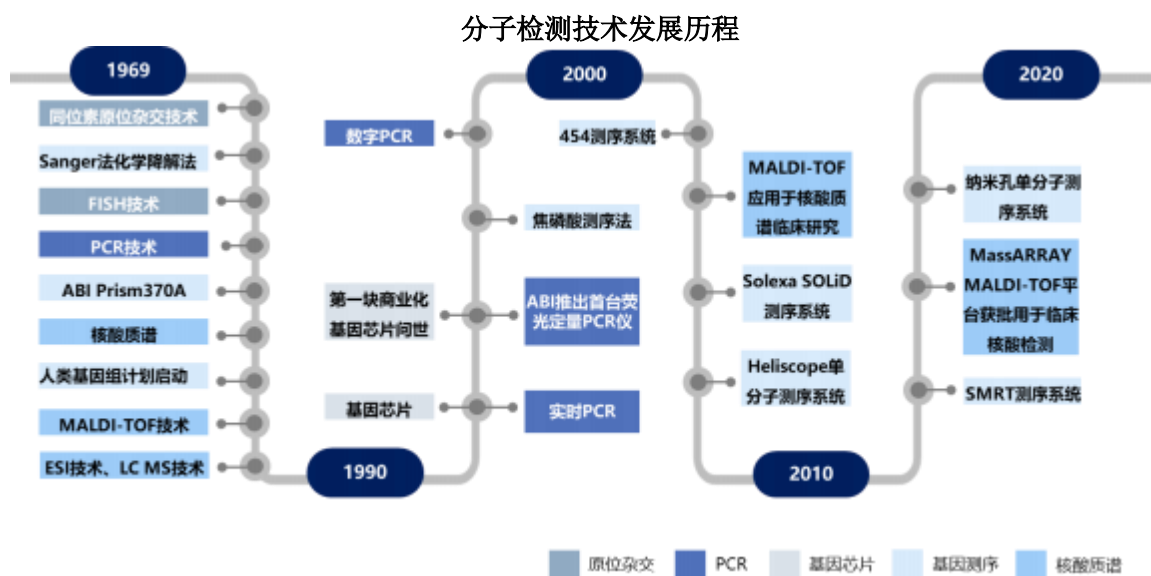 分子检测技术发展历程
1969
同位素原位杂交技术
Sanger法化学降解法
FISH技术
PCR技术
ABI Prism370A
核酸质谱
人类基因组计划启动
MALDI-TOF技术
ESI技术、LC MS技术
1990
基因芯片
实时PCR
第一块商业化
基因芯片问世
ABI推出首台荧
光定量PCR仪
焦磷酸测序法
数字PCR
2000
454测序系统
MALDI-TOF
应用于核酸质
谱临床研究
Solexa SOLiD
测序系统
Heliscope单
分子测序系统
2010
SMRT测序系统
MassARRAY
MALDI-TOF平
台获批用于临床
核酸检测
纳米孔单分子测
序系统
2020
原位杂交
PCR
基因芯片
基因测序
核酸质谱